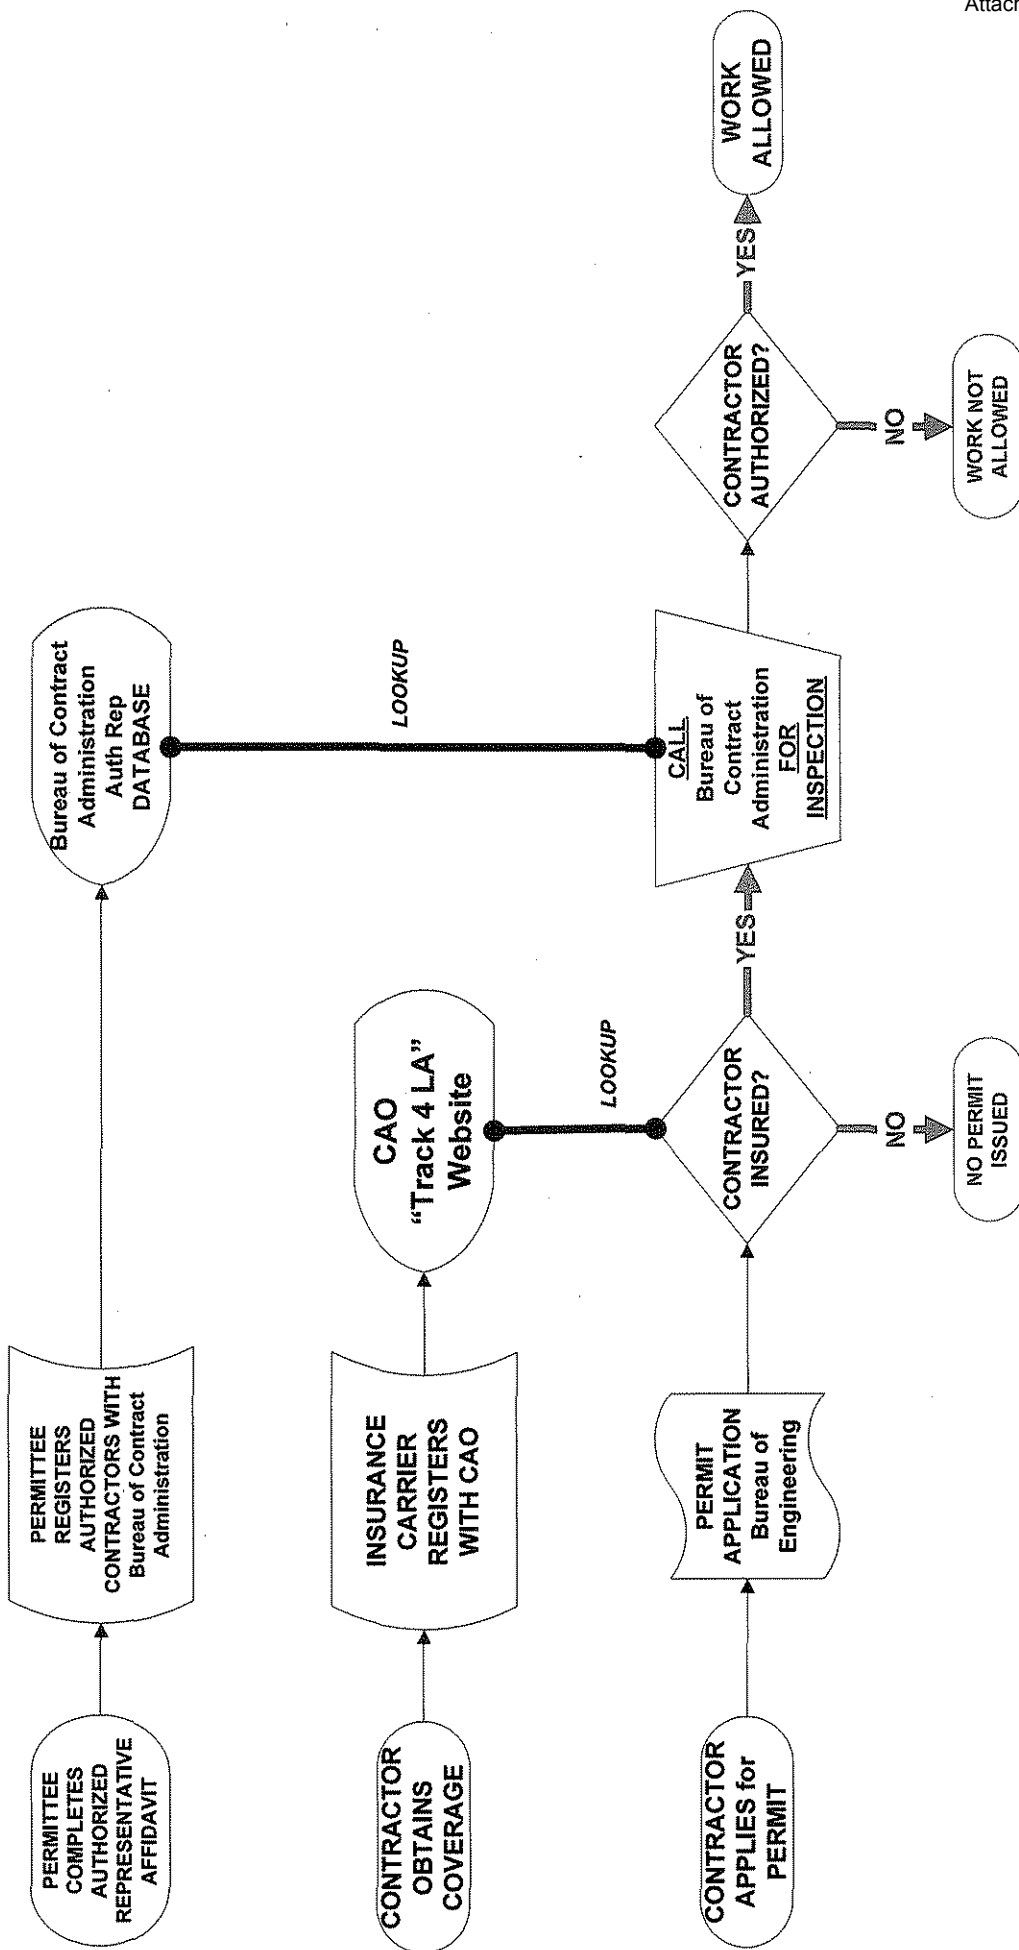 Attach
PERMITTEE
COMPLETES
AUTHORIZED
REPRESENTATIVE
AFFIDAVIT
PERMITTEE
REGISTERS
AUTHORIZED
CONTRACTORS WITH
Bureau of Contract
Administration
Bureau of Contract
Administration
Auth Rep
DATABASE
LOOKUP
CONTRACTOR
OBTAINS
COVERAGE
INSURANCE
CARRIER
REGISTERS
WITH CAO
CAO
“Track 4 LA”
Website
LOOKUP
CONTRACTOR
APPLIES for
PERMIT
PERMIT
APPLICATION
Bureau of
Engineering
CONTRACTOR
INSURED?
YES
NO
NO PERMIT
ISSUED
CALL
Bureau of
Contract
Administration
FOR
INSPECTION
CONTRACTOR
AUTHORIZED?
YES
NO
WORK NOT
ALLOWED
WORK
ALLOWED